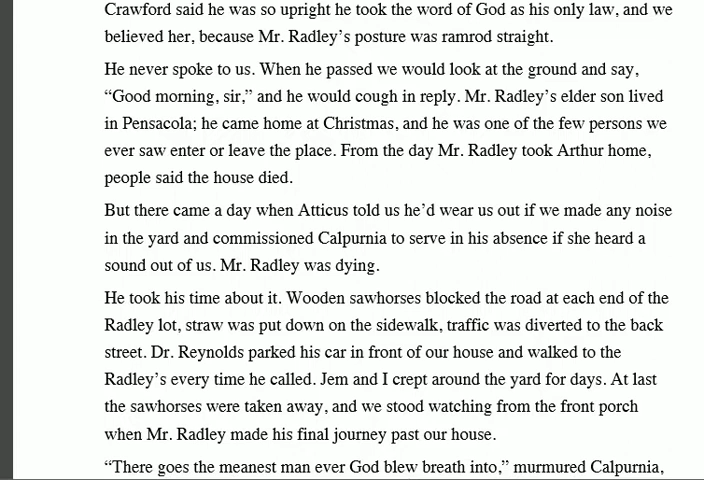 Crawford said he was so upright he took the word of God as his only law, and we
believed her, because Mr. Radley’s posture was ramrod straight.
He never spoke to us. When he passed we would look at the ground and say,
“Good morning, sir,” and he would cough in reply. Mr. Radley’s elder son lived
in Pensacola; he came home at Christmas, and he was one of the few persons we
ever saw enter or leave the place. From the day Mr. Radley took Arthur home,
people said the house died.
But there came a day when Atticus told us he’d wear us out if we made any noise
in the yard and commissioned Calpurnia to serve in his absence if she heard a
sound out of us. Mr. Radley was dying.
He took his time about it. Wooden sawhorses blocked the road at each end of the
Radley lot, straw was put down on the sidewalk, traffic was diverted to the back
street. Dr. Reynolds parked his car in front of our house and walked to the
Radley’s every time he called. Jem and I crept around the yard for days. At last
the sawhorses were taken away, and we stood watching from the front porch
when Mr. Radley made his final journey past our house.
“There goes the meanest man ever God blew breath into,” murmured Calpurnia,